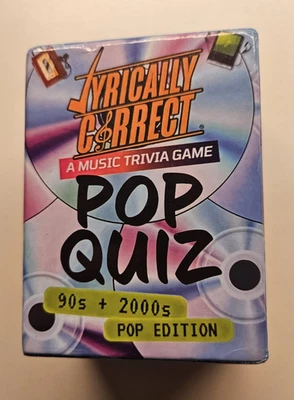 LYRICALLY
CORRECT®
A MUSIC TRIVIA GAME
POP
QUIZ
90s + 2000s
POP EDITION